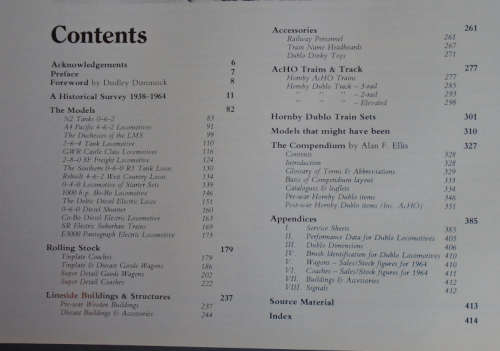 Contents
Acknowledgements 6
Preface 7
Foreword by Dudley Dimmock 8
A Historical Survey 1938-1964 11
The Models 82
N2 Tanks 0-6-2 83
A4 Pacific 4-6-2 Locomotives 91
The Duchesses of the LMS 99
2-6-4 Tank Locomotive 110
GWR Castle Class Locomotives 116
2-8-0 8F Freight Locomotive 124
The Southern 0-6-0 R1 Tank Locos 130
Rebuilt 4-6-2 West Country Locos 134
0-4-0 Locomotive of Starter Sets 139
1000 h.p. Bo-Bo Locomotive 146
The Deltic Diesel Electric Locos 151
0-6-0 Diesel Shunter 160
Co-Bo Diesel Electric Locomotive 163
SR Electric Suburban Trains 169
E3000 Pantograph Electric Locomotive 173
Rolling Stock 179
Tinplate Coaches 179
Tinplate & Diecast Goods Wagons 186
Super Detail Goods Wagons 202
Super Detail Coaches 222
Lineside Buildings & Structures 237
Pre-war Wooden Buildings 237
Diecast Buildings & Accessories 244
Accessories 261
Railway Personnel 261
Train Name Headboards 267
Dublo Dinky Toys 271
AcHO Trains & Track 277
Hornby AcHO Trains 277
Hornby Dublo Track - 3-rail 285
" " " - 2-rail 293
" " " - Elevated 298
Hornby Dublo Train Sets 301
Models that might have been 310
The Compendium by Alan F. Ellis 327
Contents 328
Introduction 328
Glossary of Terms & Abbreviations 329
Basis of Compendium layout 333
Catalogues & leaflets 334
Pre-war Hornby Dublo items 346
Post-war Hornby Dublo items (Inc. AcHO) 351
Appendices 385
I. Service Sheets 385
II. Performance Data for Dublo Locomotives 405
III. Dublo Dimensions 406
IV. Brush Identification for Dublo Locomotives 410
V. Wagons - Sales/Stock figures for 1964 410
VI. Coaches - Sales/Stock figures for 1964 411
VII. Buildings & Accessories 412
VIII. Signals 412
Source Material 413
Index 414